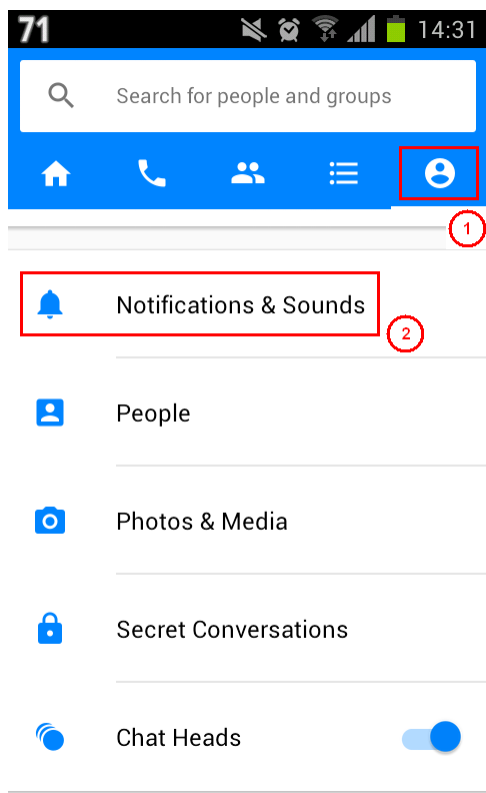 71 14:31
Search for people and groups
1
Notifications & Sounds
2
People
Photos & Media
Secret Conversations
Chat Heads